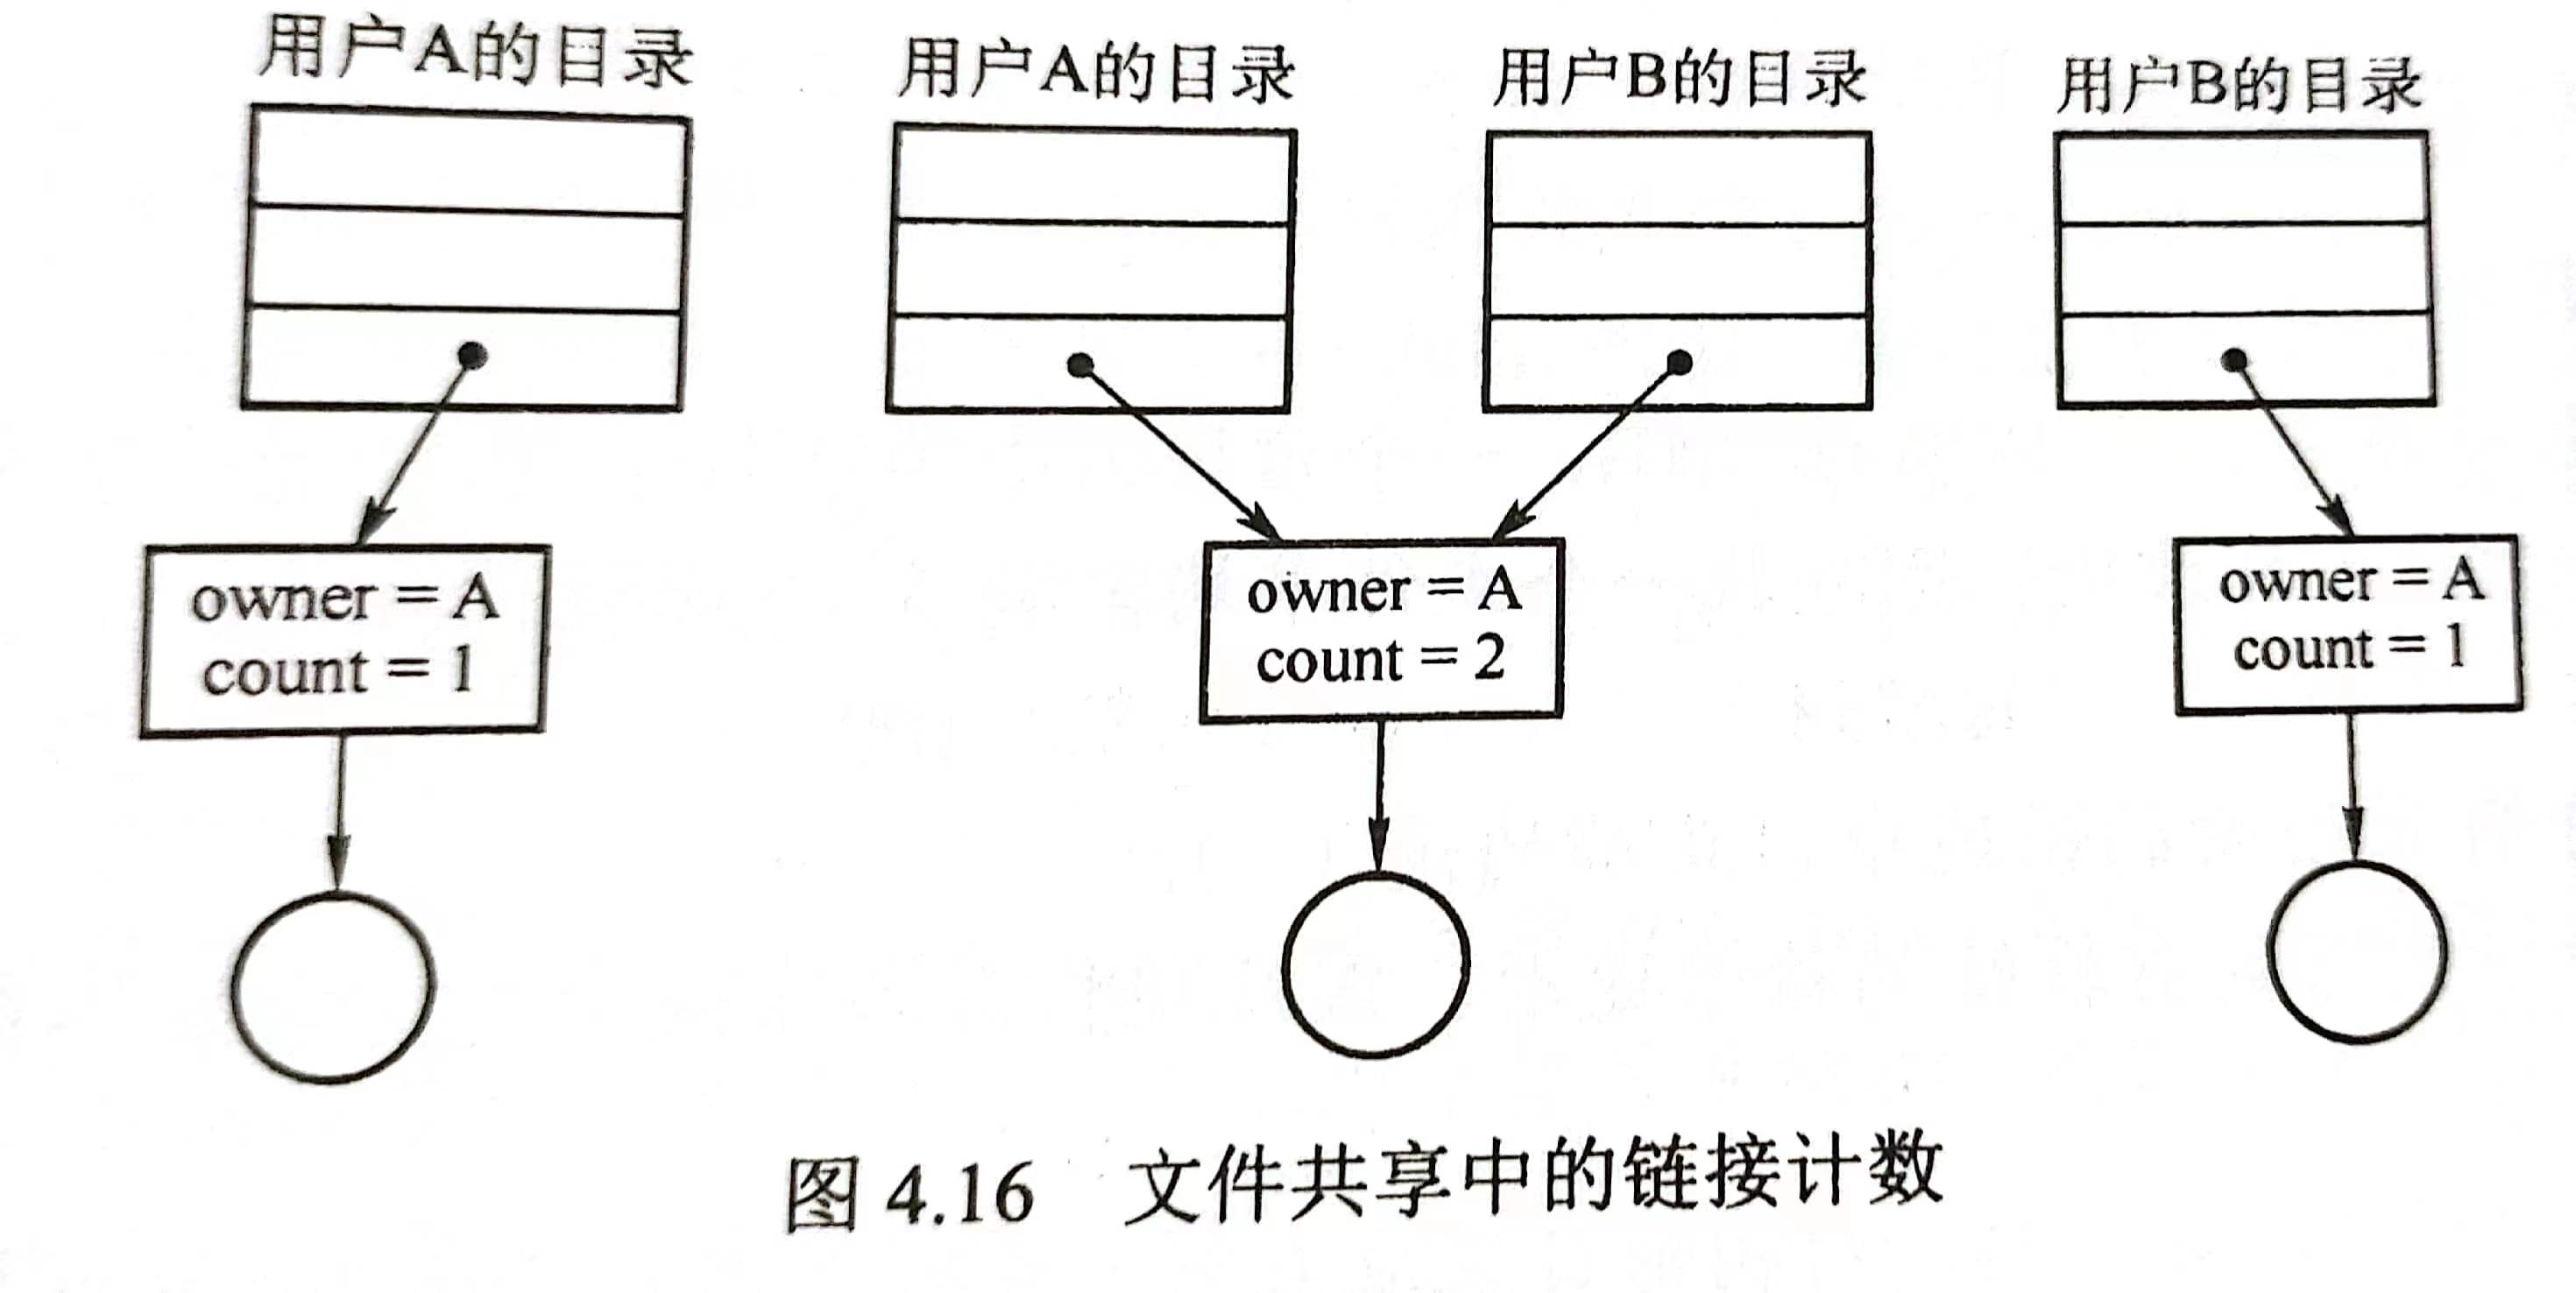 用户A的目录
用户A的目录
用户B的目录
用户B的目录
owner = A
count = 1
owner = A
count = 2
owner = A
count = 1
图 4.16 文件共享中的链接计数